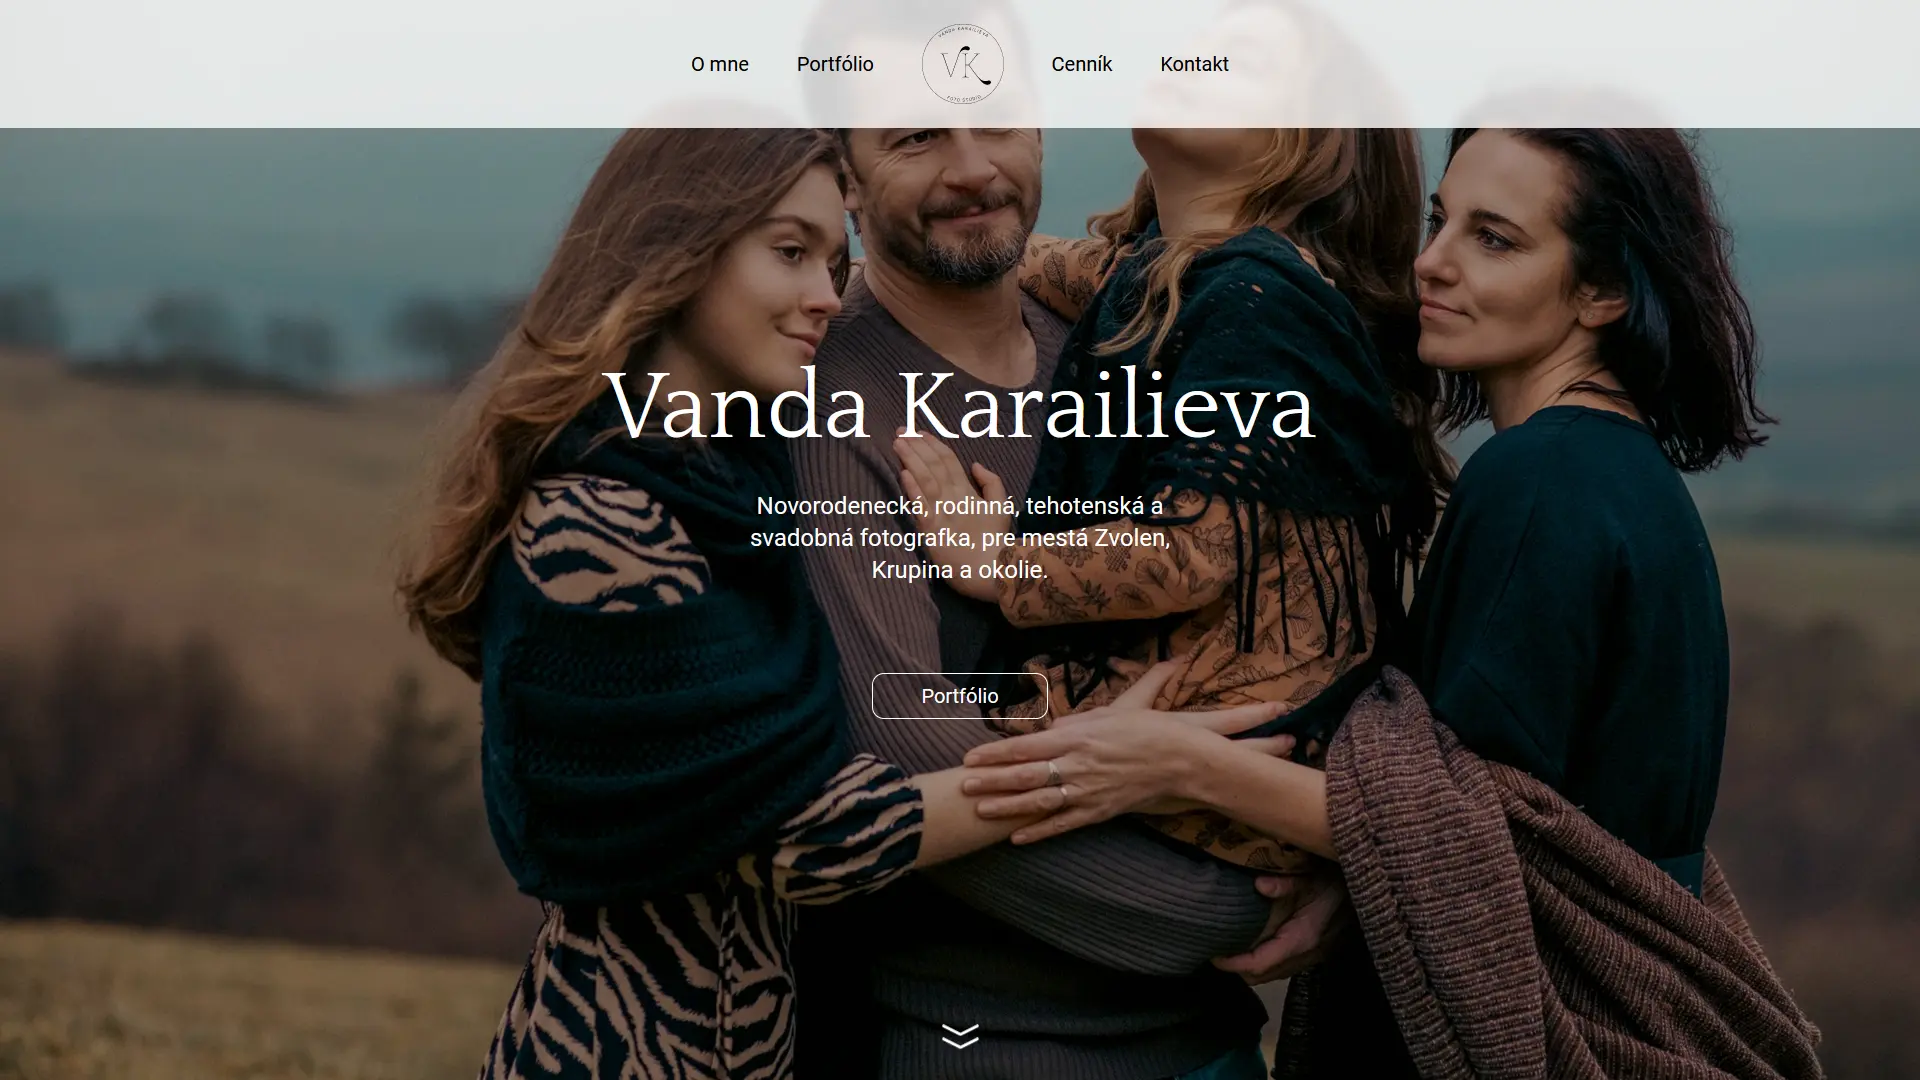 O mne
Portfólio
VANDA KARAILIEVA
VK
FOTO STUDIO
Cenník
Kontakt
Vanda Karailieva
Novorodenecká, rodinná, tehotenská a
svadobná fotografka, pre mestá Zvolen,
Krupina a okolie.
Portfólio